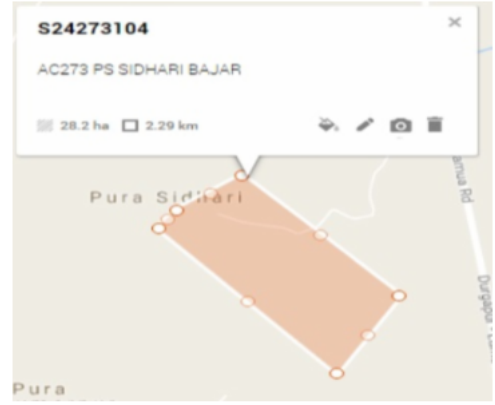 S24273104
AC273 PS SIDHARI BAJAR
28.2 ha 2.29 km
Pura Sidhari
Pura